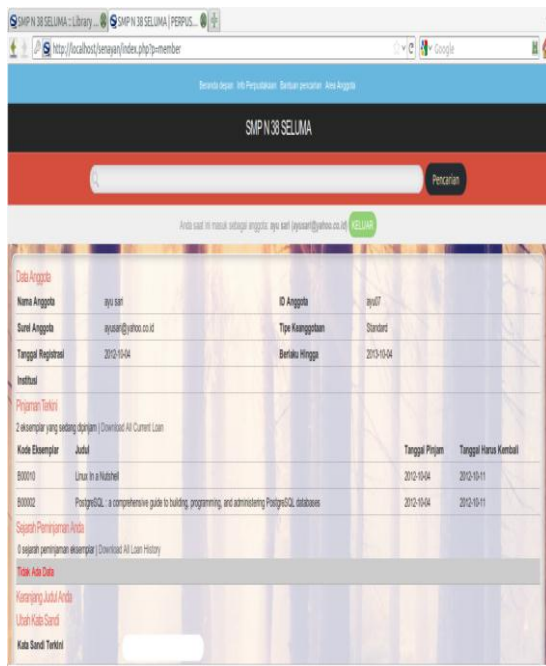 SMP N 38 SELUMA :: Library ... SMP N 38 SELUMA | PERPUS...
http://localhost/senayan/index.php?p=member Google
Beranda depan Info Perpustakaan Bantuan pencarian Area Anggota
SMP N 38 SELUMA
Pencarian
Anda saat ini masuk sebagai anggota: ayu sari (ayusari@yahoo.co.id) KELUAR
Data Anggota
Nama Anggota ayu sari ID Anggota ayu07
Surel Anggota ayusari@yahoo.co.id Tipe Keanggotaan Standard
Tanggal Registrasi 2012-10-04 Berlaku Hingga 2013-10-04
Institusi
Pinjaman Terkini
2 eksemplar yang sedang dipinjam | Download All Current Loan
Kode Eksemplar Judul Tanggal Pinjam Tanggal Harus Kembali
B00010 Linux In a Nutshell 2012-10-04 2012-10-11
B00002 PostgreSQL : a comprehensive guide to building, programming, and administering PostgreSQL databases 2012-10-04 2012-10-11
Sejarah Peminjaman Anda
0 sejarah peminjaman eksemplar | Download All Loan History
Tidak Ada Data
Keranjang Judul Anda
Ubah Kata Sandi
Kata Sandi Terkini